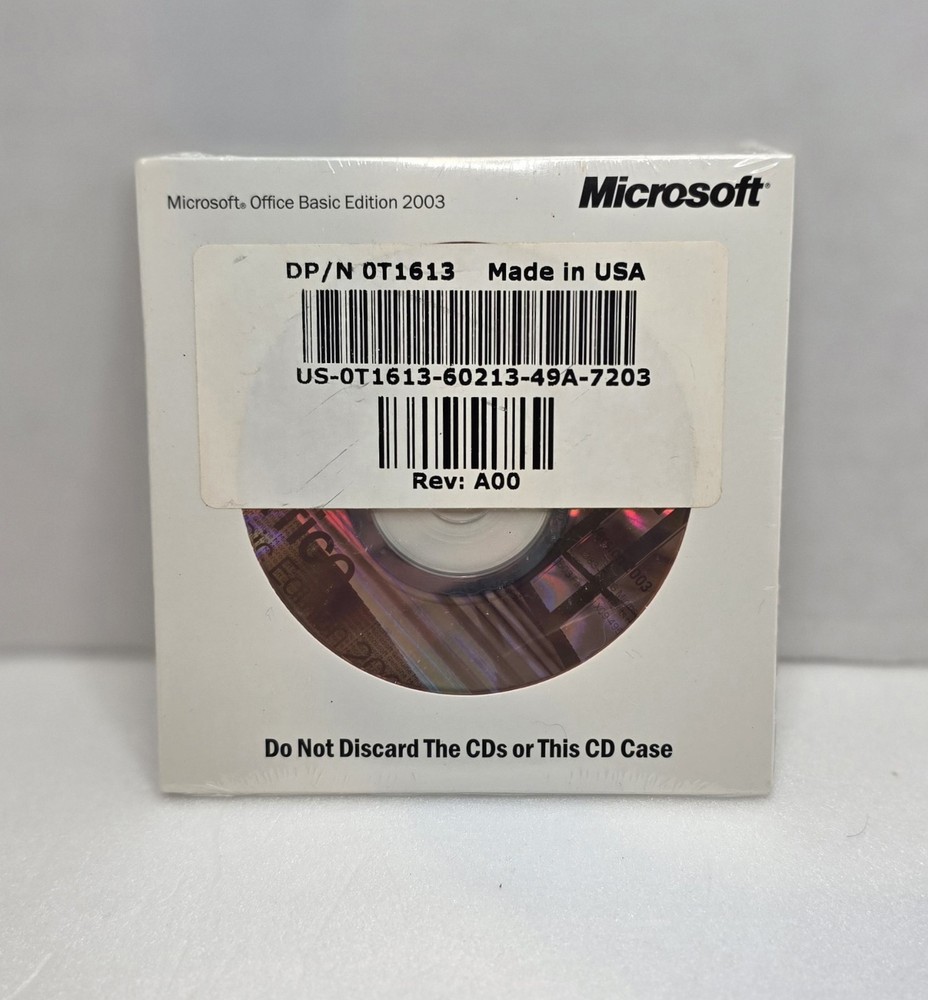 Microsoft® Office Basic Edition 2003
Microsoft®
DP/N 0T1613 Made in USA
US-0T1613-60213-49A-7203
Rev: A00
Do Not Discard The CDs or This CD Case